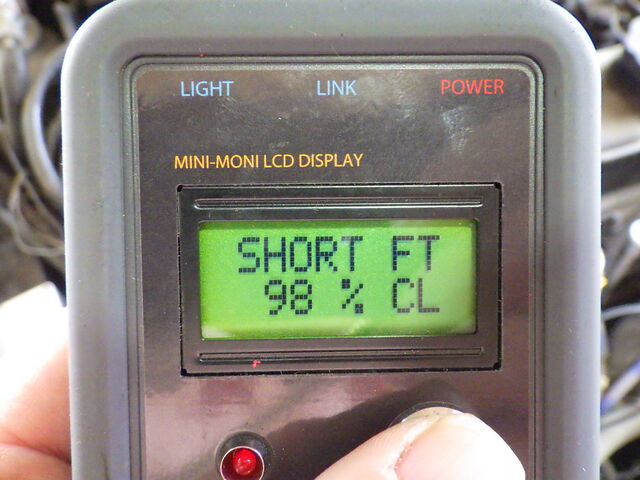 LIGHT LINK POWER
MINI-MONI LCD DISPLAY
SHORT FT
98 % CL